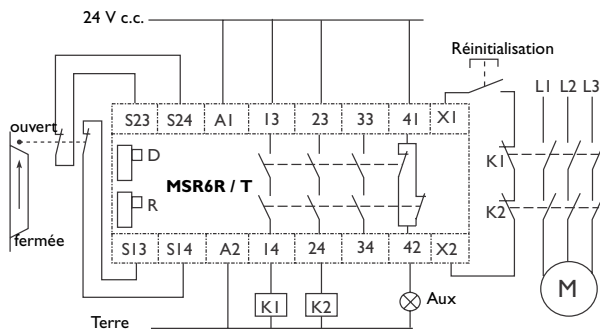 24 V c.c.
Réinitialisation
L1 L2 L3
S23 S24 A1 13 23 33 41 X1
ouvert
D
MSR6R / T
K1
R
K2
fermée
S13 S14 A2 14 24 34 42 X2
K1 K2 Aux
M
Terre